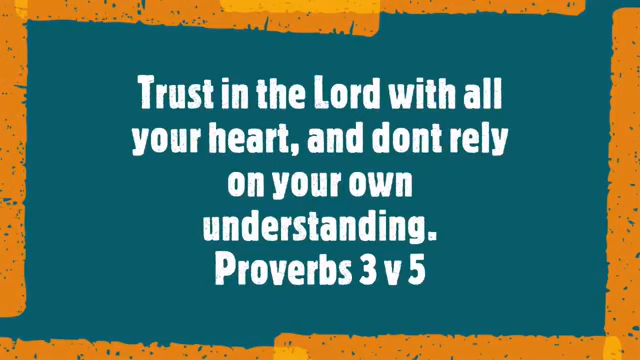 Trust in the Lord with all
your heart, and dont rely
on your own
understanding.
Proverbs 3 v 5